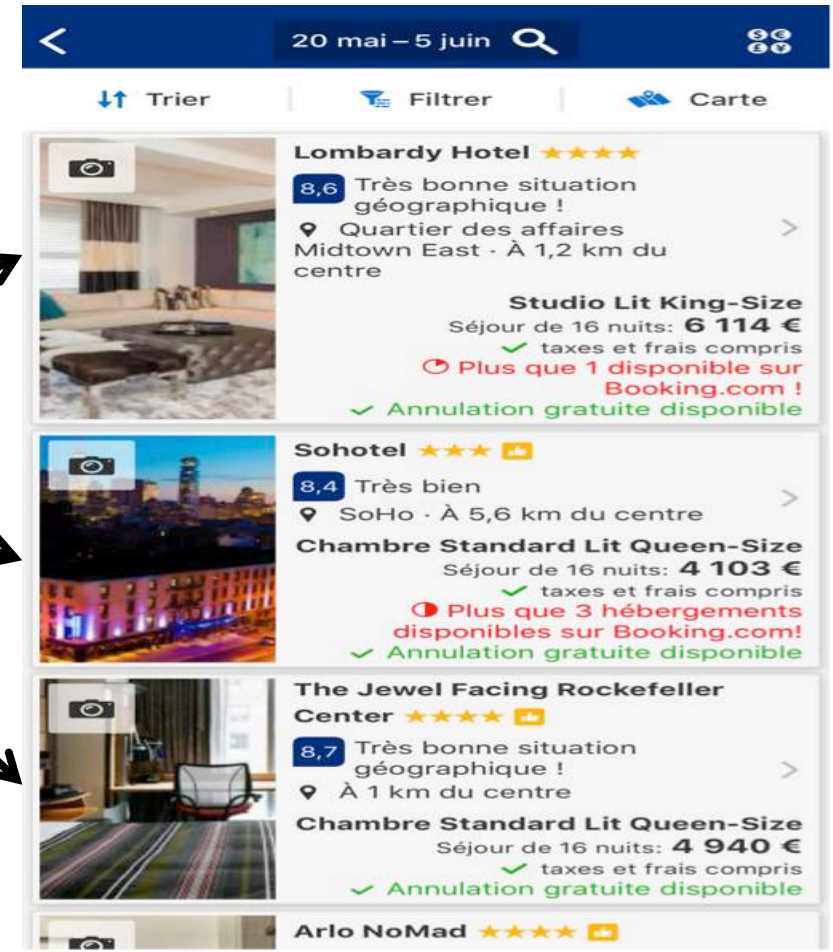 20 mai – 5 juin
Trier
Filtrer
Carte
Lombardy Hotel
8,6 Très bonne situation
géographique !
Quartier des affaires
Midtown East · À 1,2 km du
centre
Studio Lit King-Size
Séjour de 16 nuits: 6 114 €
taxes et frais compris
Plus que 1 disponible sur
Booking.com !
Annulation gratuite disponible
Sohotel
8,4 Très bien
SoHo · À 5,6 km du centre
Chambre Standard Lit Queen-Size
Séjour de 16 nuits: 4 103 €
taxes et frais compris
Plus que 3 hébergements
disponibles sur Booking.com!
Annulation gratuite disponible
The Jewel Facing Rockefeller
Center
8,7 Très bonne situation
géographique !
À 1 km du centre
Chambre Standard Lit Queen-Size
Séjour de 16 nuits: 4 940 €
taxes et frais compris
Annulation gratuite disponible
Arlo NoMad